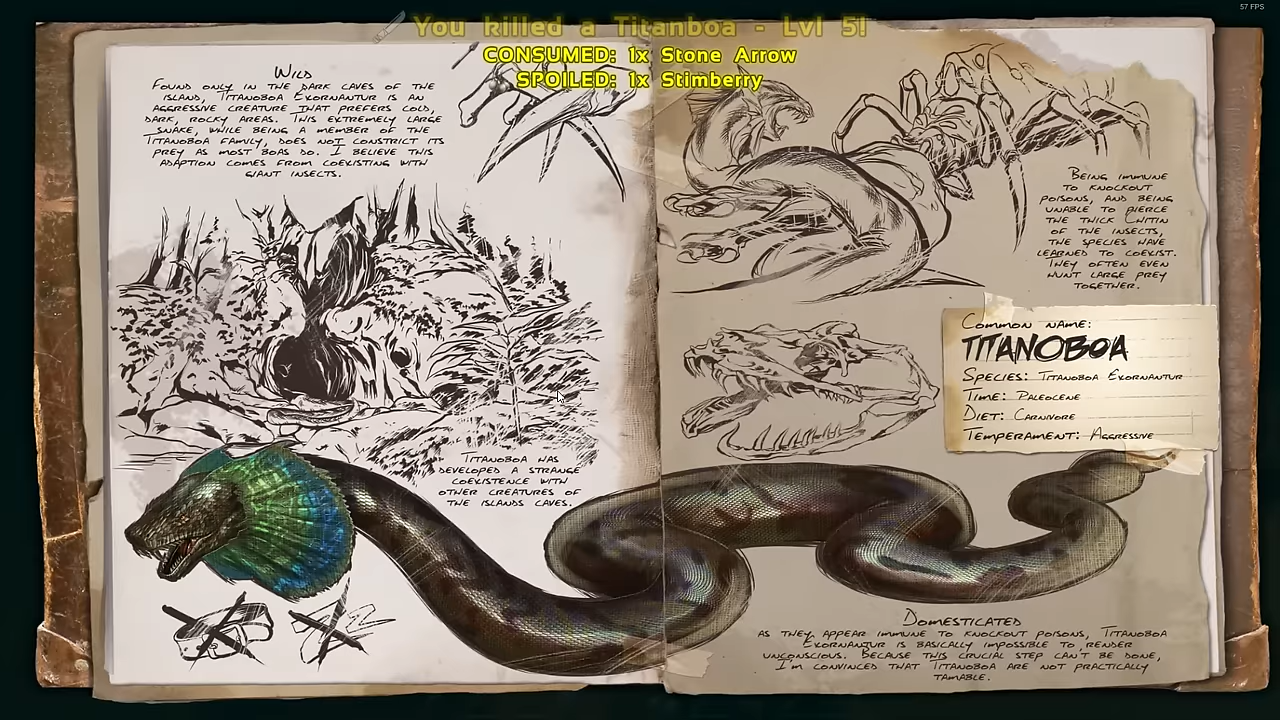 57 FPS
You killed a Titanboa - Lvl 5!
CONSUMED: 1x Stone Arrow
SPOILED: 1x Stimberry
Wild
Found only in the dark caves of the
island, Titanoboa Exornantur is an
aggressive creature that prefers cold,
dark, rocky areas. This extremely large
snake, while being a member of the
Titanoboa family, does not constrict its
prey as most boas do. I believe this
adaption comes from coexisting with
giant insects.
Titanoboa has
developed a strange
coexistence with
other creatures of
the islands caves.
Being immune
to knockout
poisons, and being
unable to pierce
the thick Chitin
of the insects,
the species have
learned to coexist.
They often even
hunt large prey
together.
Common name:
TITANOBOA
Species: Titanoboa Exornantur
Time: Paleocene
Diet: Carnivore
Temperament: Aggressive
Domesticated
As they appear immune to knockout poisons, Titanoboa
Exornantur is basically impossible to render
unconscious. Because this crucial step can't be done,
I'm convinced that Titanoboa are not practically
tamable.